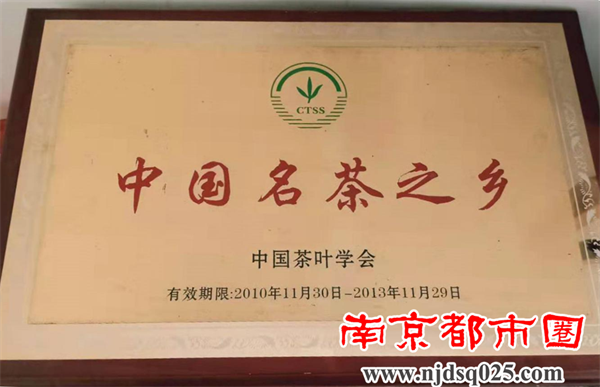 CTSS
中国名茶之乡
中国茶叶学会
有效期限:2010年11月30日-2013年11月29日
南京都市圈
www.njdsq025.com